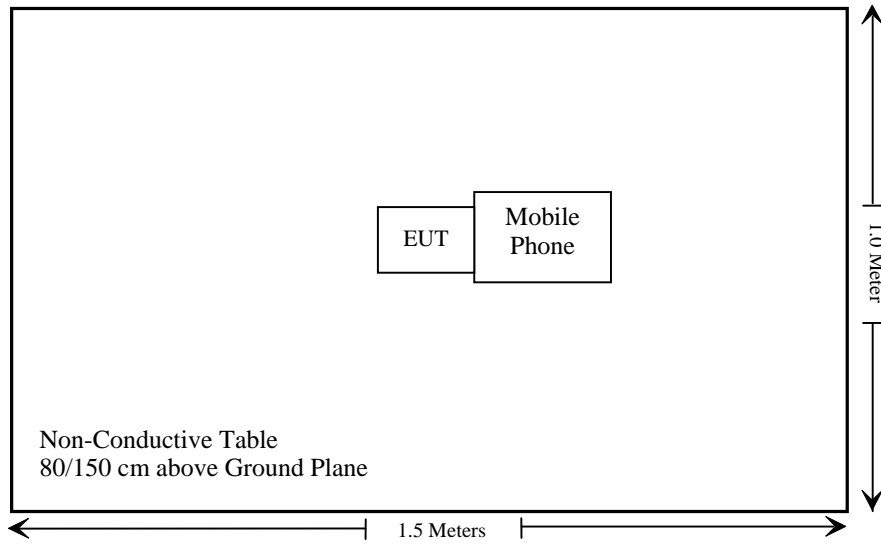 EUT
Mobile
Phone
1.0 Meter
Non-Conductive Table
80/150 cm above Ground Plane
1.5 Meters